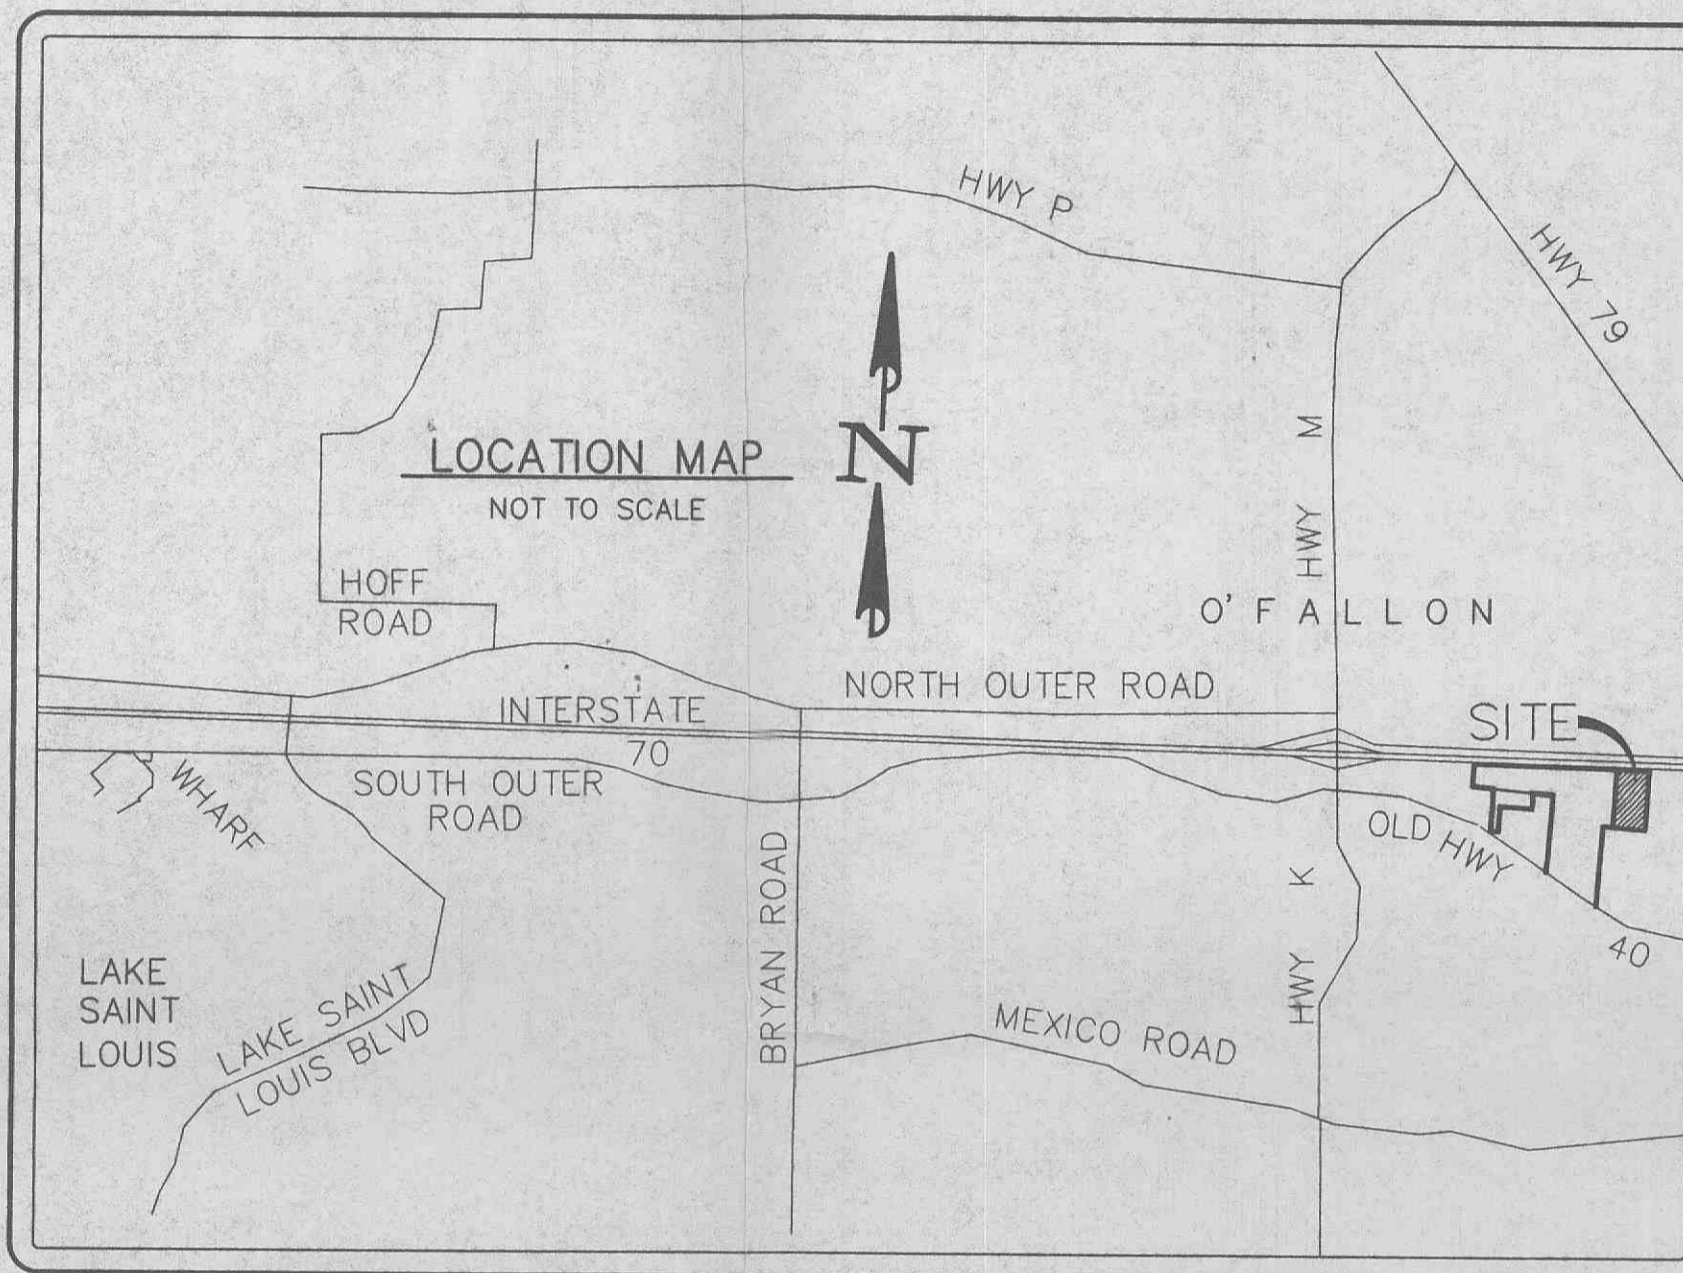 HWY P
HWY 79
LOCATION MAP
NOT TO SCALE
N
HWY M
HOFF
ROAD
O'FALLON
NORTH OUTER ROAD
INTERSTATE
70
SITE
WHARF
SOUTH OUTER
ROAD
OLD HWY
40
BRYAN ROAD
HWY K
LAKE
SAINT
LOUIS
LAKE SAINT
LOUIS BLVD
MEXICO ROAD